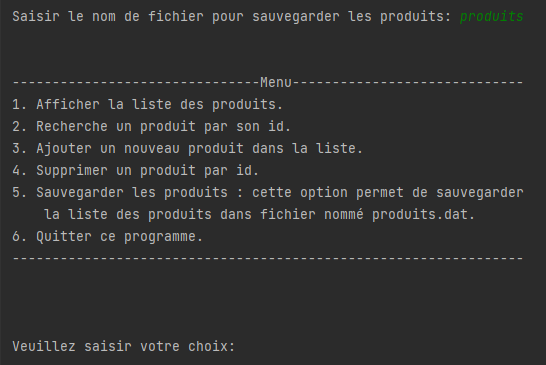 Saisir le nom de fichier pour sauvegarder les produits: produits
-------------------------------Menu-----------------------------
1. Afficher la liste des produits.
2. Recherche un produit par son id.
3. Ajouter un nouveau produit dans la liste.
4. Supprimer un produit par id.
5. Sauvegarder les produits : cette option permet de sauvegarder
la liste des produits dans fichier nommé produits.dat.
6. Quitter ce programme.
----------------------------------------------------------------
Veuillez saisir votre choix: